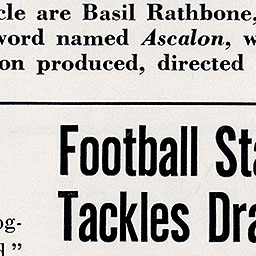 cle are Basil Rathbone,
word named Ascalon, w
on produced, directed
Football Sta
Tackles Dra
og-
d."